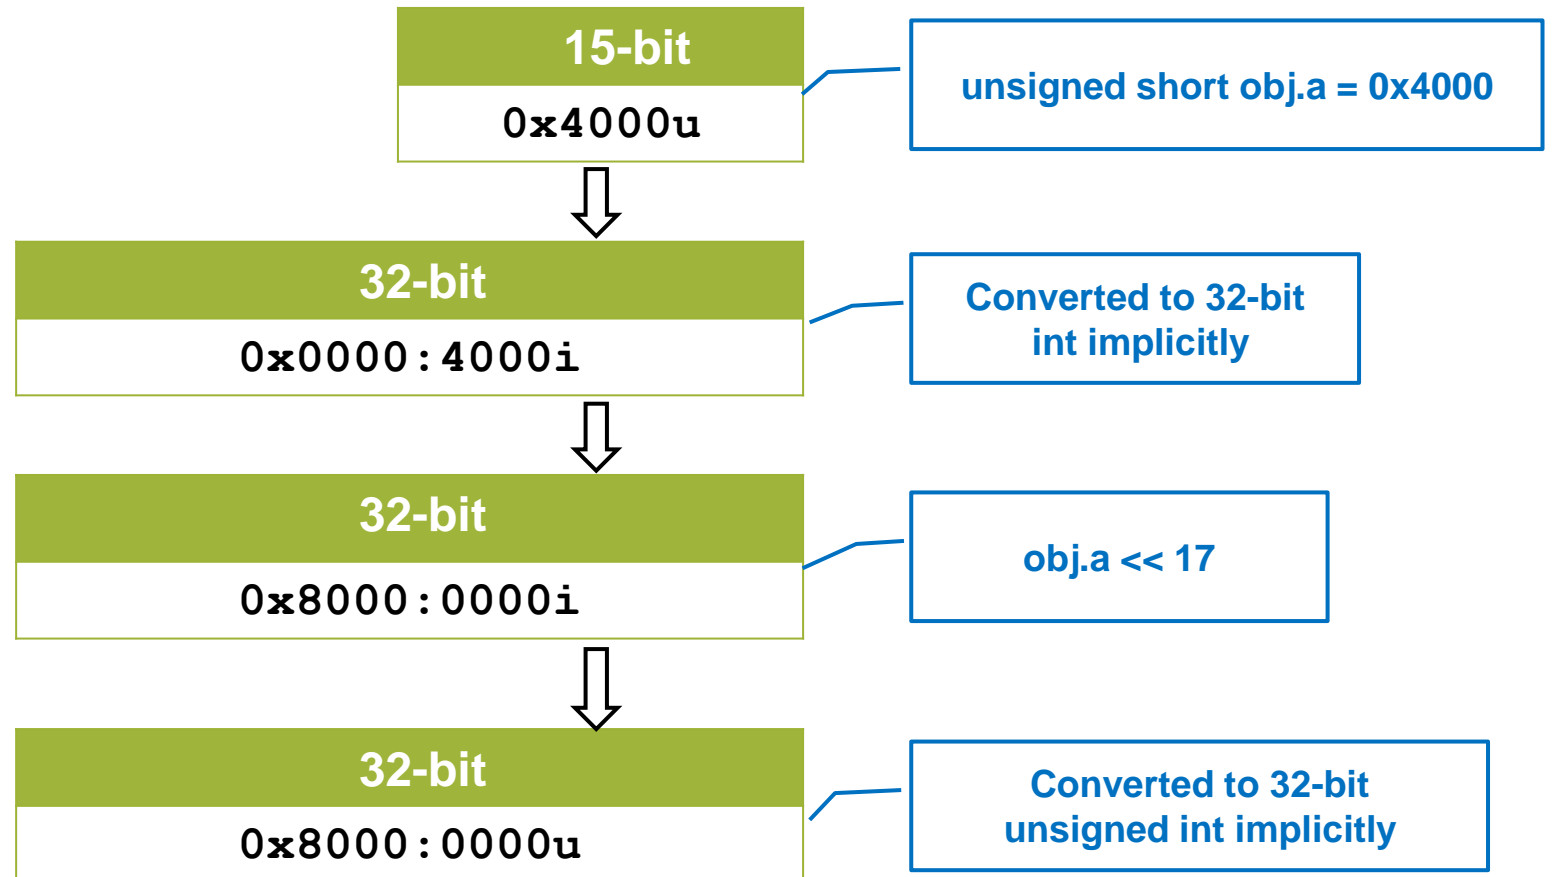 15-bit
0x4000u
unsigned short obj.a = 0x4000
32-bit
0x0000:4000i
Converted to 32-bit
int implicitly
32-bit
0x8000:0000i
obj.a << 17
32-bit
0x8000:0000u
Converted to 32-bit
unsigned int implicitly